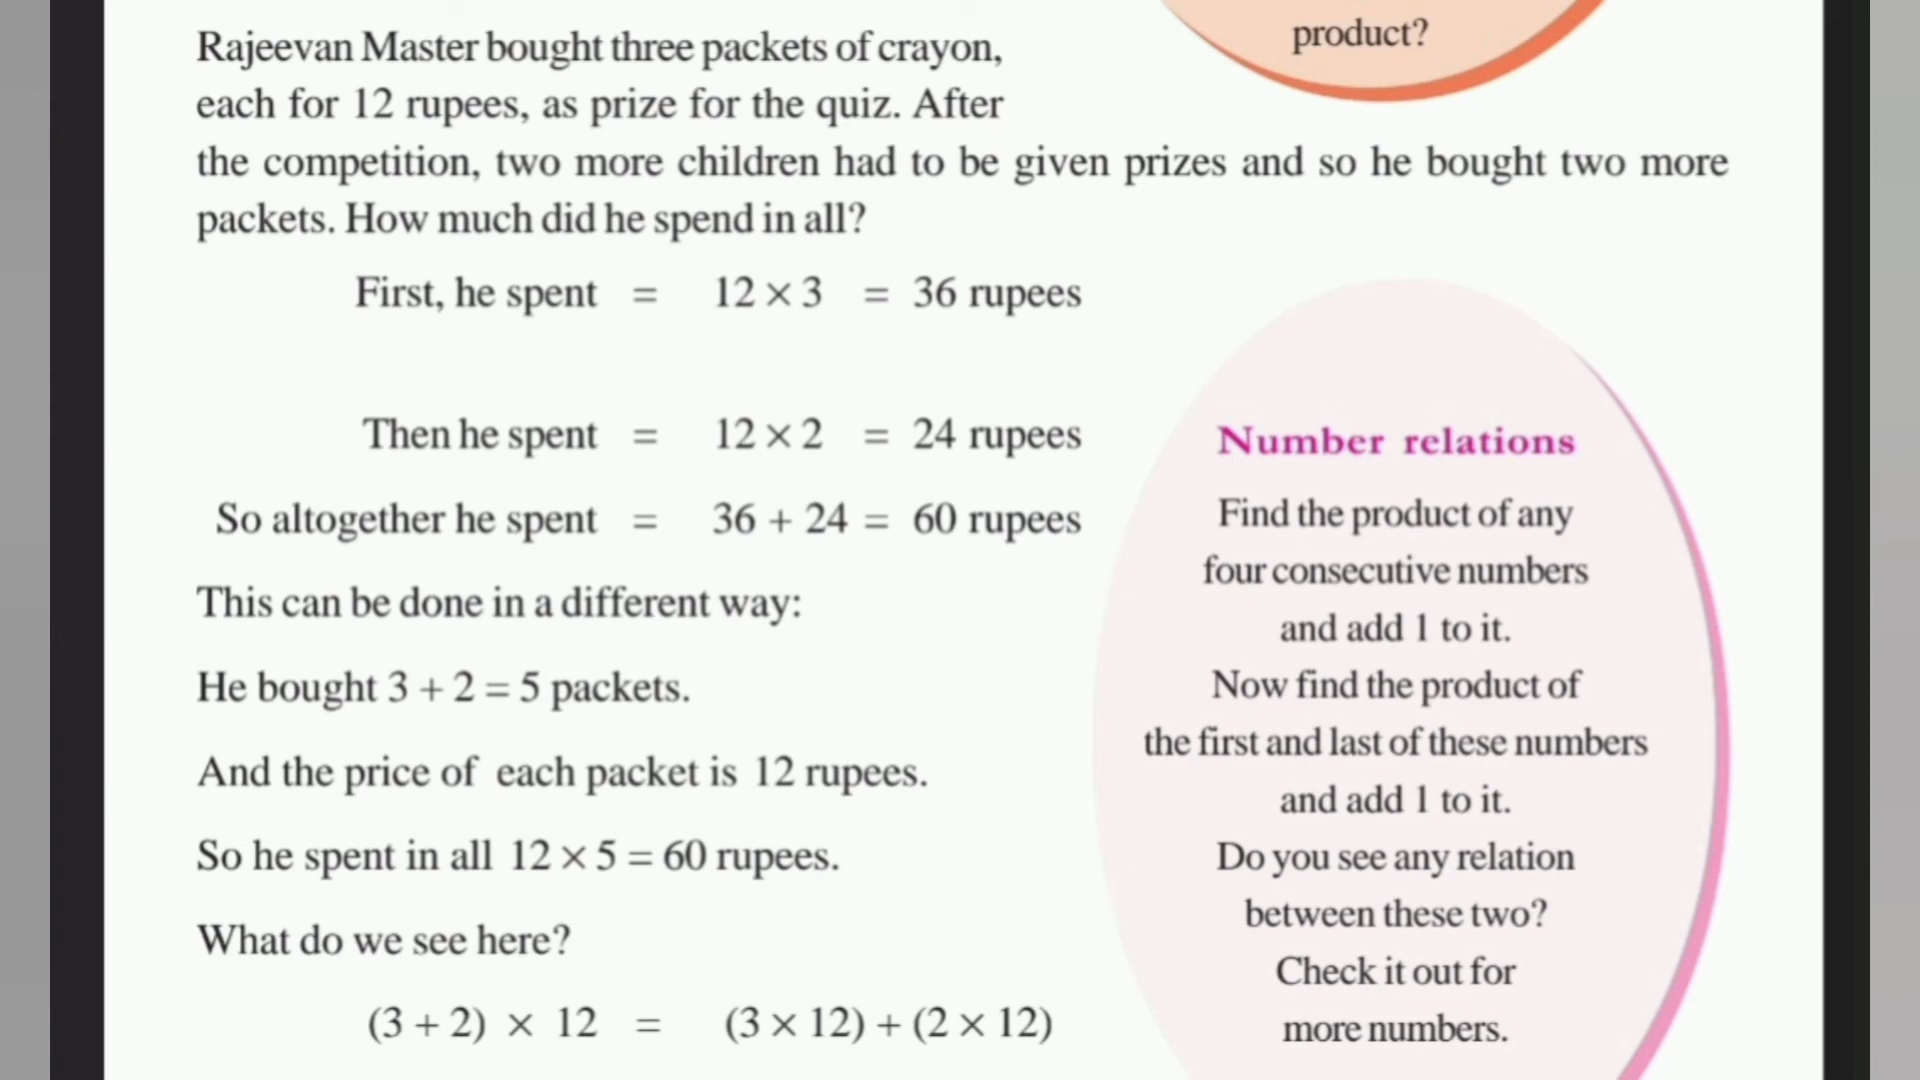 product?
Rajeevan Master bought three packets of crayon,
each for 12 rupees, as prize for the quiz. After
the competition, two more children had to be given prizes and so he bought two more
packets. How much did he spend in all?
First, he spent = 12 × 3 = 36 rupees
Then he spent = 12 × 2 = 24 rupees
So altogether he spent = 36 + 24 = 60 rupees
This can be done in a different way:
He bought 3 + 2 = 5 packets.
And the price of each packet is 12 rupees.
So he spent in all 12 × 5 = 60 rupees.
What do we see here?
(3 + 2) × 12 = (3 × 12) + (2 × 12)
Number relations
Find the product of any
four consecutive numbers
and add 1 to it.
Now find the product of
the first and last of these numbers
and add 1 to it.
Do you see any relation
between these two?
Check it out for
more numbers.